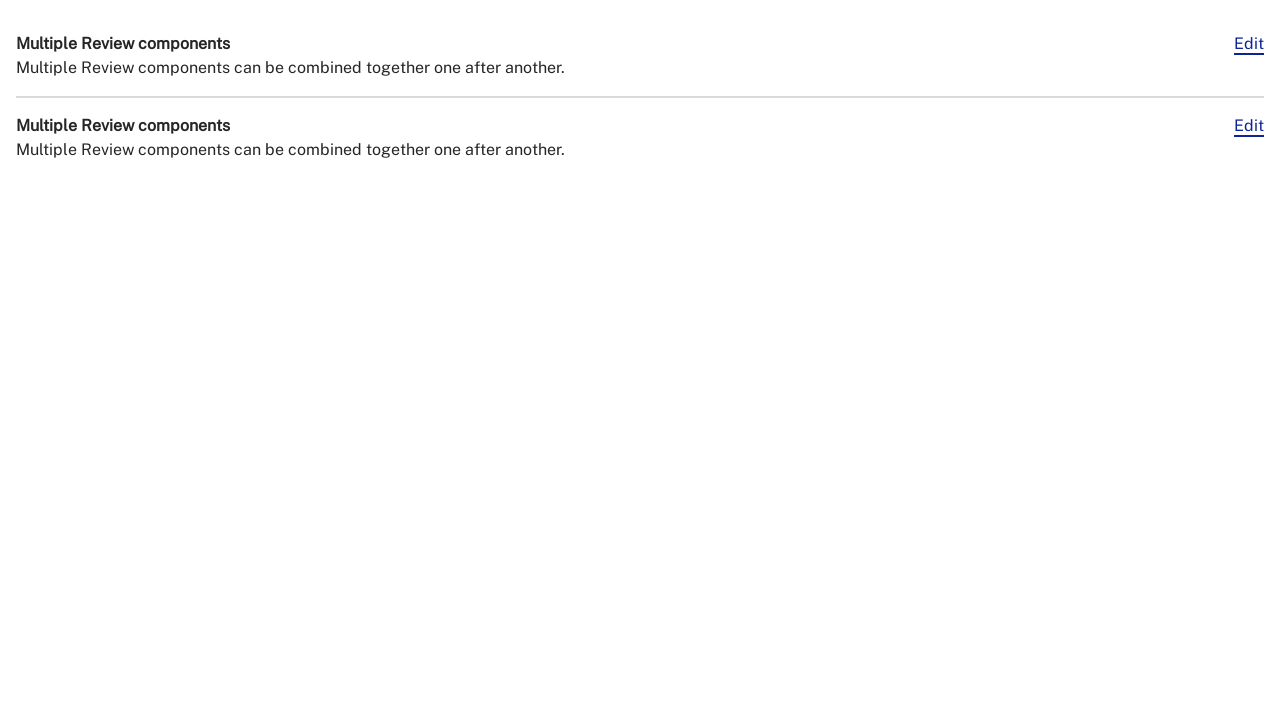 Multiple Review components
Edit
Multiple Review components can be combined together one after another.
Multiple Review components
Edit
Multiple Review components can be combined together one after another.